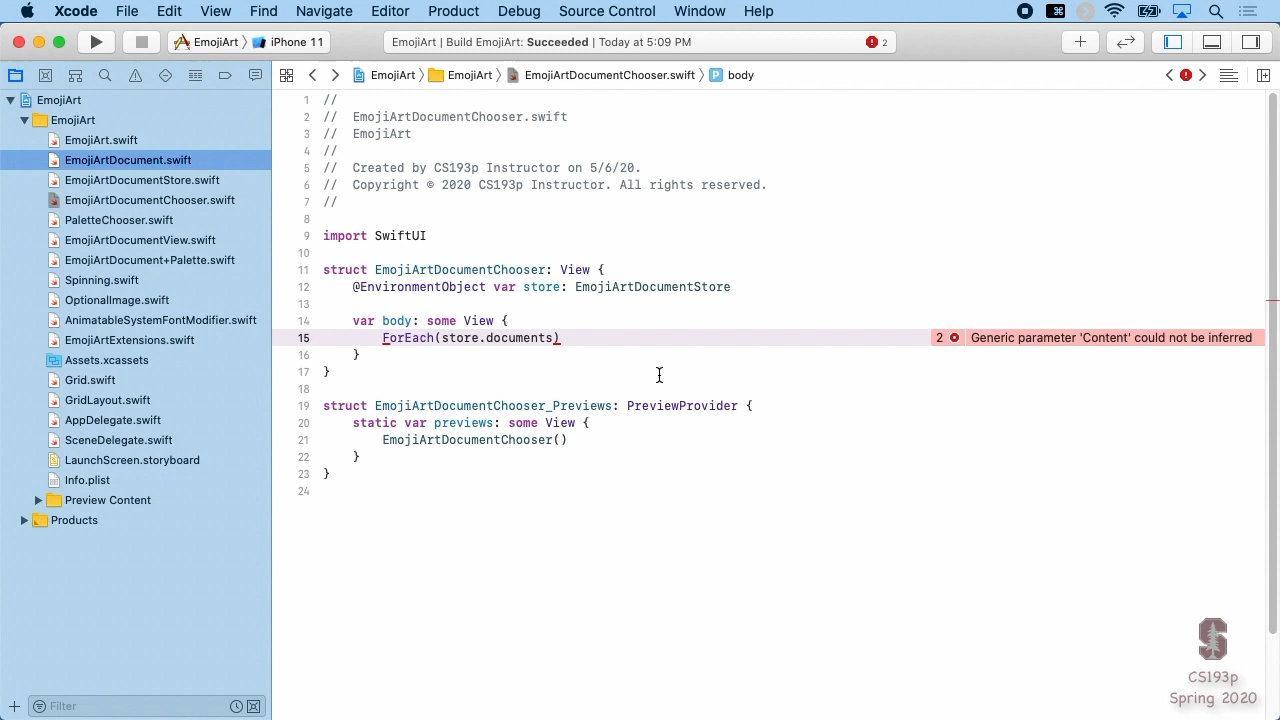 Xcode File Edit View Find Navigate Editor Product Debug Source Control Window Help
EmojiArt iPhone 11 EmojiArt | Build EmojiArt: Succeeded | Today at 5:09 PM 2
EmojiArt EmojiArt EmojiArtDocumentChooser.swift P body
EmojiArt
EmojiArt
EmojiArt.swift
EmojiArtDocument.swift
EmojiArtDocumentStore.swift
EmojiArtDocumentChooser.swift
PaletteChooser.swift
EmojiArtDocumentView.swift
EmojiArtDocument+Palette.swift
Spinning.swift
OptionalImage.swift
AnimatableSystemFontModifier.swift
EmojiArtExtensions.swift
Assets.xcassets
Grid.swift
GridLayout.swift
AppDelegate.swift
SceneDelegate.swift
LaunchScreen.storyboard
Info.plist
Preview Content
Products
Filter
1 //
2 //  EmojiArtDocumentChooser.swift
3 //  EmojiArt
4 //
5 //  Created by CS193p Instructor on 5/6/20.
6 //  Copyright © 2020 CS193p Instructor. All rights reserved.
7 //
8
9 import SwiftUI
10
11 struct EmojiArtDocumentChooser: View {
12     @EnvironmentObject var store: EmojiArtDocumentStore
13
14     var body: some View {
15         ForEach(store.documents) 2 Generic parameter 'Content' could not be inferred
16     }
17 }
18
19 struct EmojiArtDocumentChooser_Previews: PreviewProvider {
20     static var previews: some View {
21         EmojiArtDocumentChooser()
22     }
23 }
24
CS193p
Spring 2020